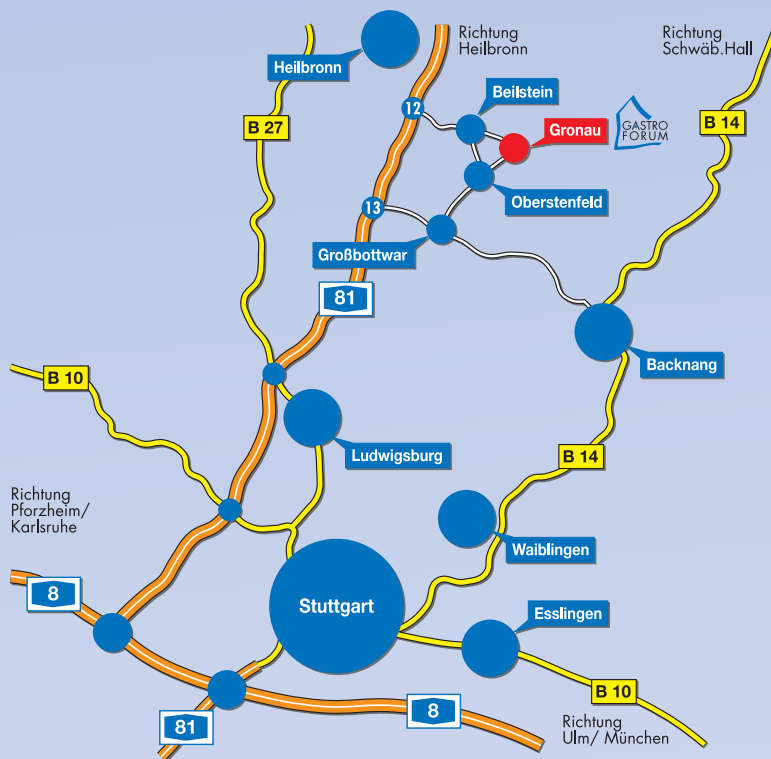 Richtung
Heilbronn
Richtung
Schwäb.Hall
Heilbronn
Beilstein
12
B 27
B 14
Gronau
GASTRO
FORUM
Oberstenfeld
13
Großbottwar
81
Backnang
B 10
Ludwigsburg
B 14
Richtung
Pforzheim/
Karlsruhe
Waiblingen
8
Stuttgart
Esslingen
B 10
8
81
Richtung
Ulm/ München